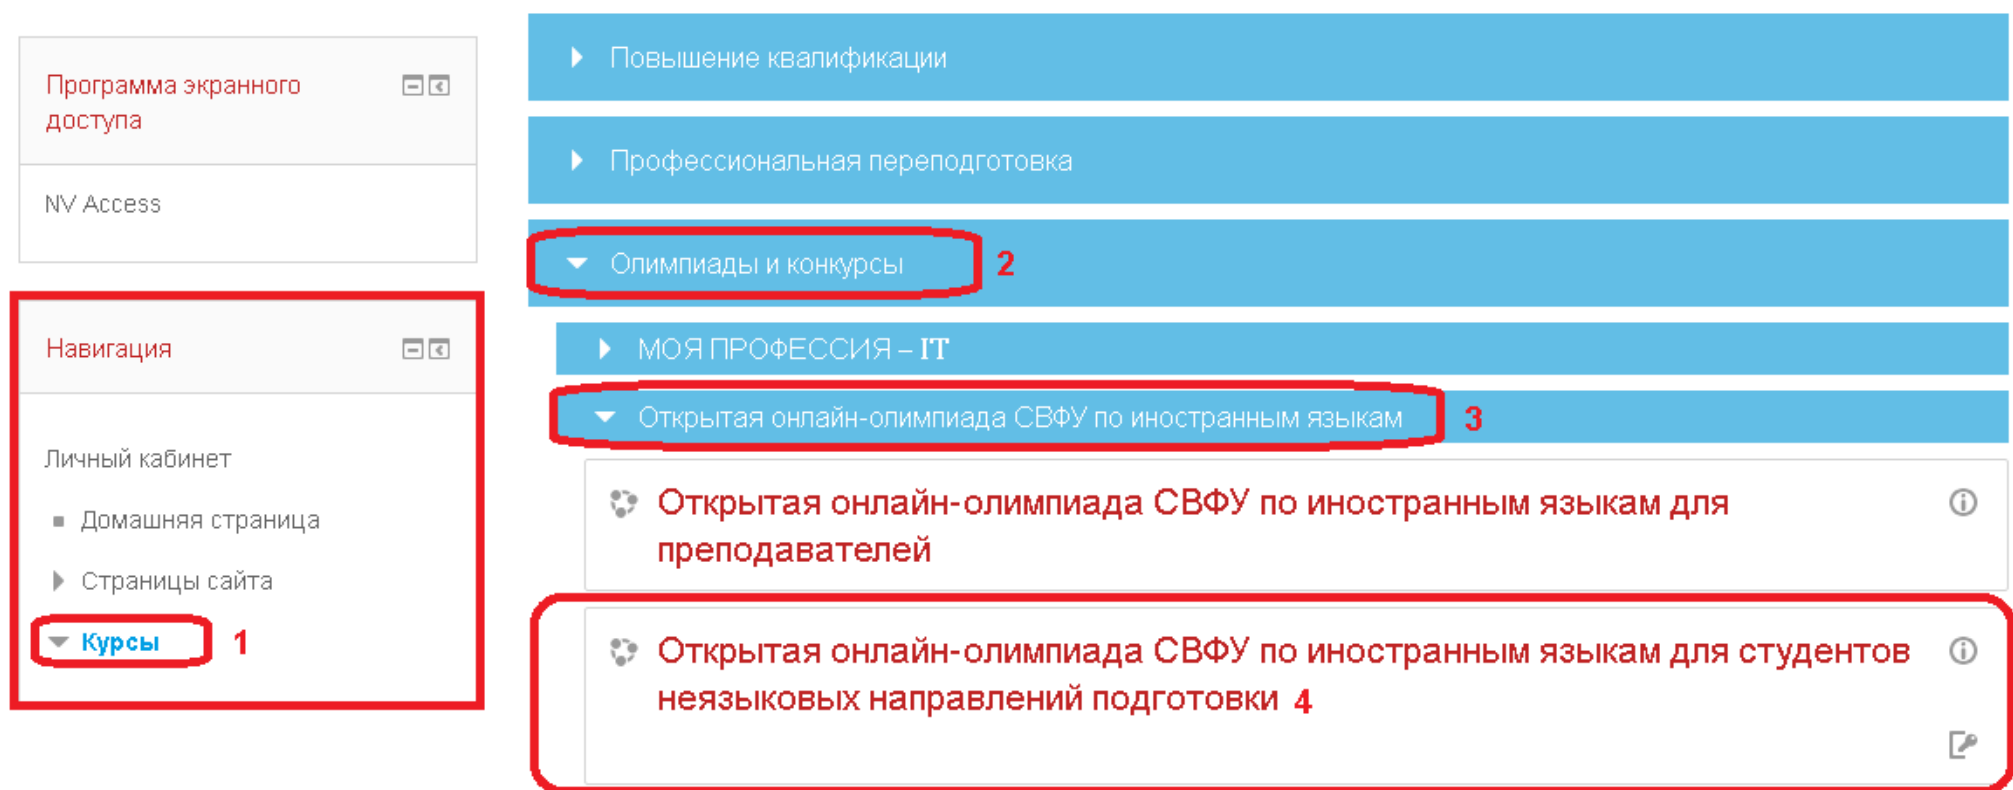 Программа экранного
доступа
NV Access
Навигация
Личный кабинет
Домашняя страница
Страницы сайта
Курсы 1
Повышение квалификации
Профессиональная переподготовка
Олимпиады и конкурсы 2
МОЯ ПРОФЕССИЯ – IT
Открытая онлайн-олимпиада СВФУ по иностранным языкам 3
Открытая онлайн-олимпиада СВФУ по иностранным языкам для
преподавателей
Открытая онлайн-олимпиада СВФУ по иностранным языкам для студентов
неязыковых направлений подготовки 4